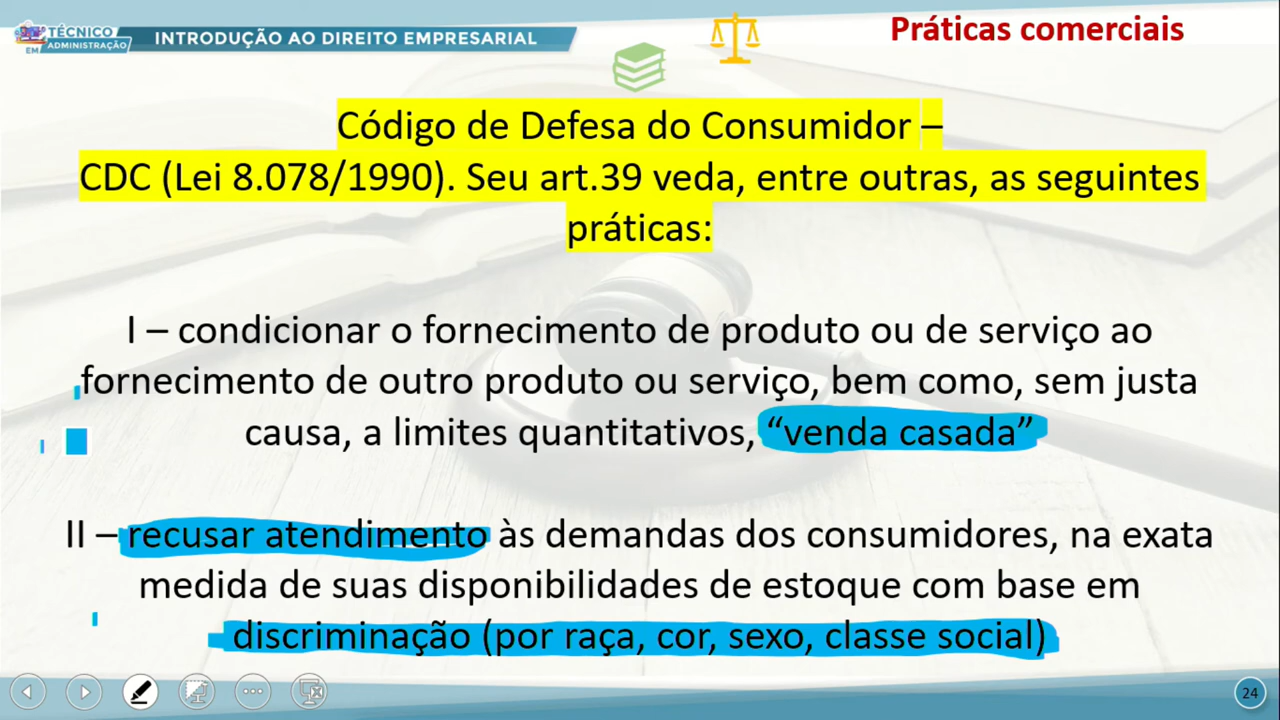 TÉCNICO
EM ADMINISTRAÇÃO
INTRODUÇÃO AO DIREITO EMPRESARIAL
Práticas comerciais
Código de Defesa do Consumidor –
CDC (Lei 8.078/1990). Seu art.39 veda, entre outras, as seguintes
práticas:
I – condicionar o fornecimento de produto ou de serviço ao
fornecimento de outro produto ou serviço, bem como, sem justa
causa, a limites quantitativos, “venda casada”
II – recusar atendimento às demandas dos consumidores, na exata
medida de suas disponibilidades de estoque com base em
discriminação (por raça, cor, sexo, classe social)
24